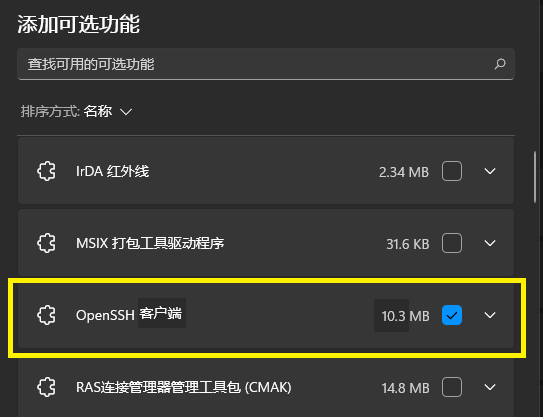 添加可选功能
查找可用的可选功能
排序方式: 名称
IrDA 红外线 2.34 MB
MSIX 打包工具驱动程序 31.6 KB
OpenSSH 客户端 10.3 MB
RAS连接管理器管理工具包 (CMAK) 14.8 MB